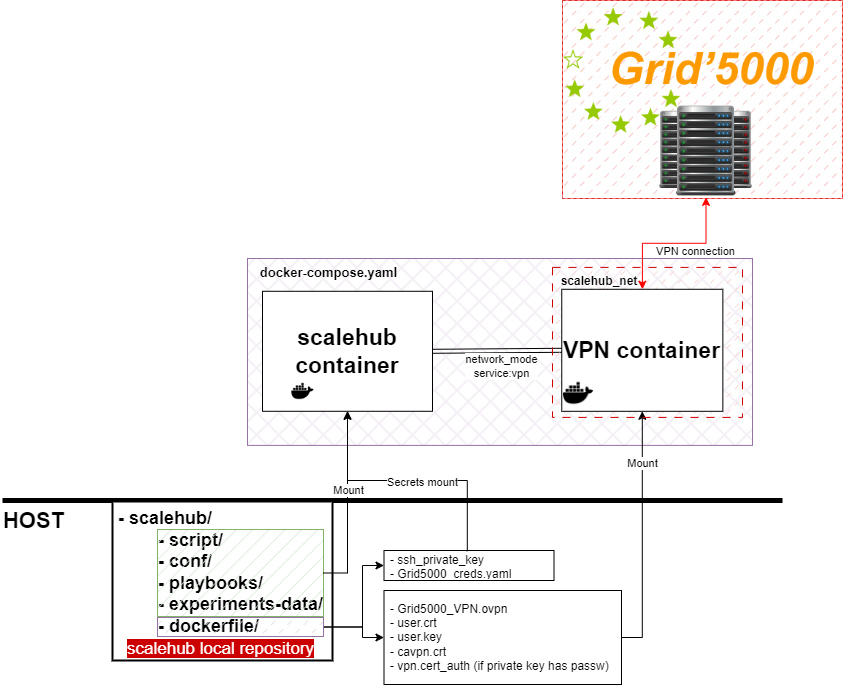 Grid'5000
VPN connection
docker-compose.yaml
scalehub_net
scalehub
container
VPN container
network_mode
service:vpn
Mount
Secrets mount
Mount
HOST
- scalehub/
- script/
- conf/
- playbooks/
- experiments-data/
- dockerfile/
scalehub local repository
- ssh_private_key
- Grid5000_creds.yaml
- Grid5000_VPN.ovpn
- user.crt
- user.key
- cavpn.crt
- vpn.cert_auth (if private key has passw)